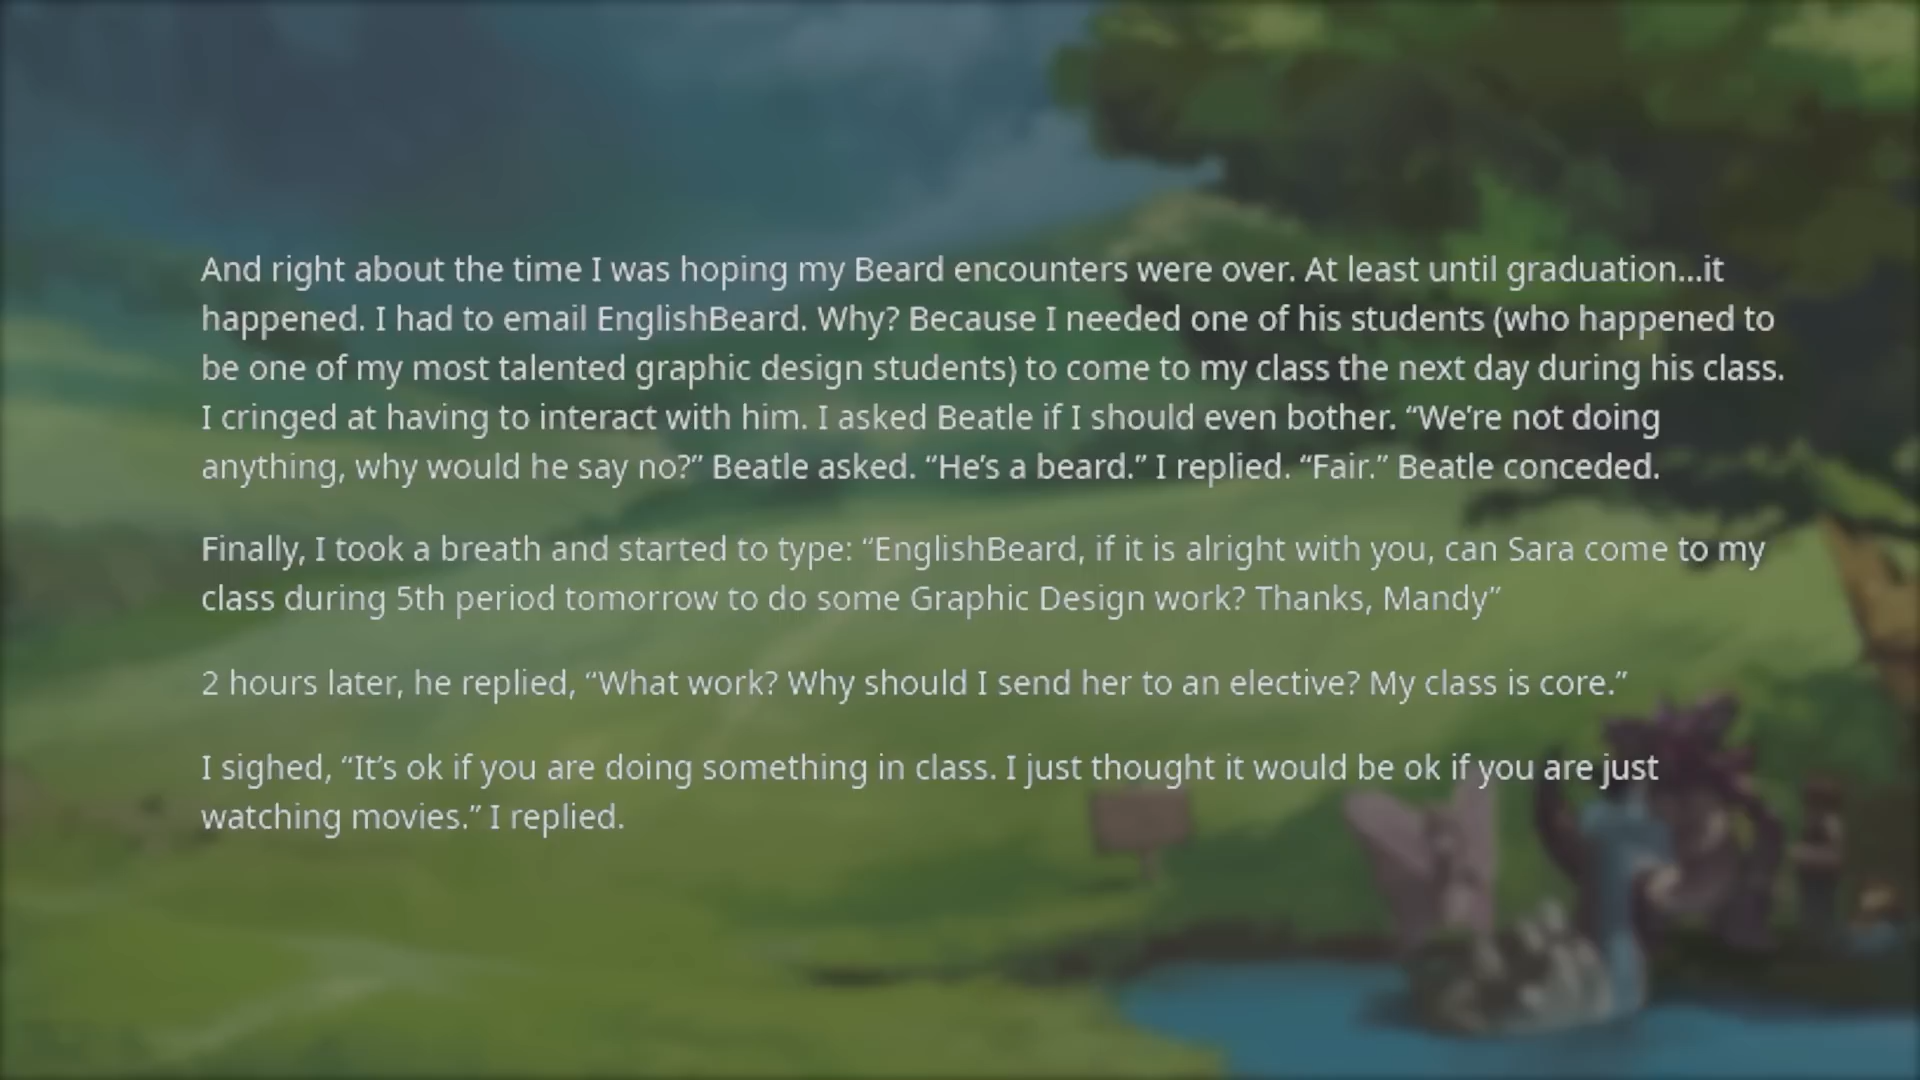 And right about the time I was hoping my Beard encounters were over. At least until graduation...it
happened. I had to email EnglishBeard. Why? Because I needed one of his students (who happened to
be one of my most talented graphic design students) to come to my class the next day during his class.
I cringed at having to interact with him. I asked Beatle if I should even bother. “We’re not doing
anything, why would he say no?” Beatle asked. “He’s a beard.” I replied. “Fair.” Beatle conceded.
Finally, I took a breath and started to type: “EnglishBeard, if it is alright with you, can Sara come to my
class during 5th period tomorrow to do some Graphic Design work? Thanks, Mandy”
2 hours later, he replied, “What work? Why should I send her to an elective? My class is core.”
I sighed, “It’s ok if you are doing something in class. I just thought it would be ok if you are just
watching movies.” I replied.